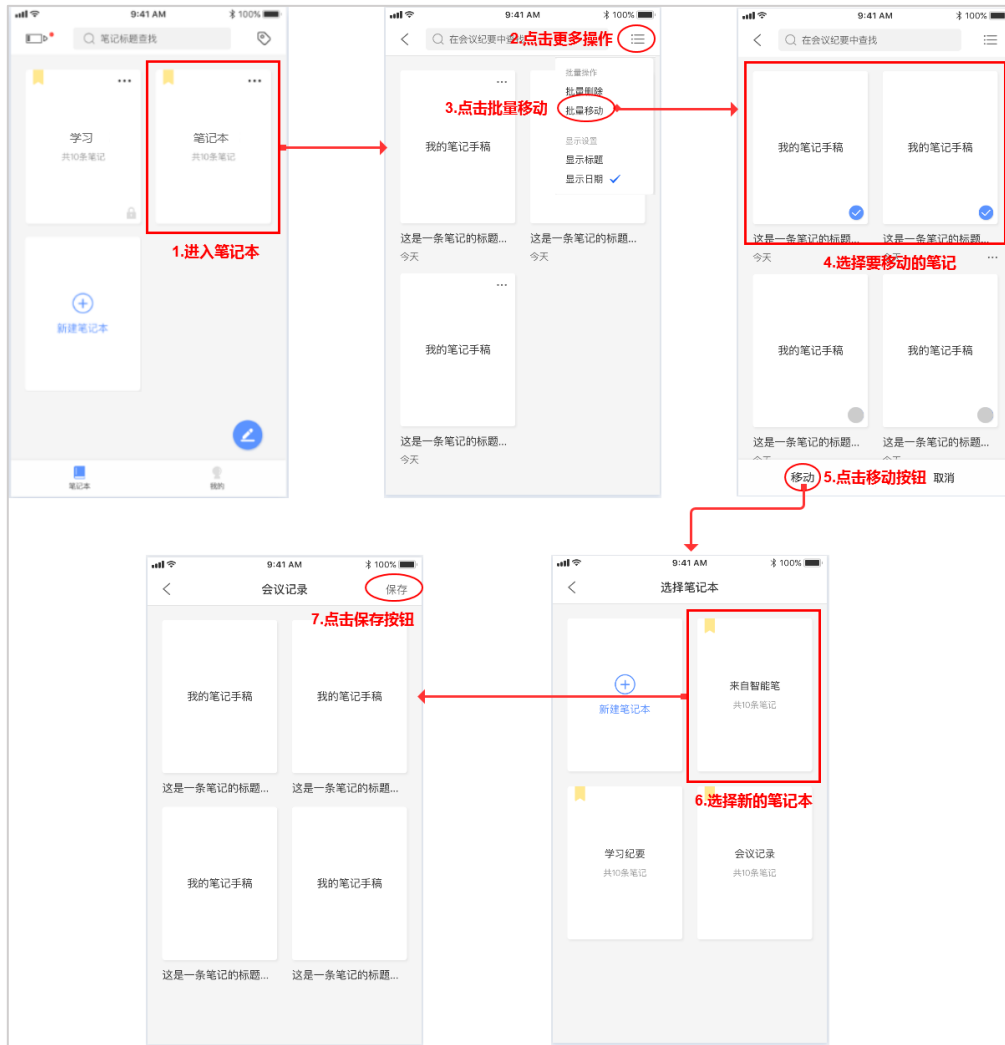 9:41 AM
100%
笔记标题查找
学习
共10条笔记
笔记本
共10条笔记
1.进入笔记本
新建笔记本
笔记本
我的
9:41 AM
100%
在会议纪要中查找
2.点击更多操作
批量操作
批量删除
3.点击批量移动
批量移动
显示设置
显示标题
显示日期
我的笔记手稿
这是一条笔记的标题...
今天
这是一条笔记的标题...
今天
我的笔记手稿
这是一条笔记的标题...
今天
9:41 AM
100%
在会议纪要中查找
我的笔记手稿
我的笔记手稿
这是一条笔记的标题...
这是一条笔记的标题...
今天
4.选择要移动的笔记
我的笔记手稿
我的笔记手稿
这是一条笔记的标题...
这是一条笔记的标题...
移动
5.点击移动按钮
取消
9:41 AM
100%
选择笔记本
新建笔记本
来自智能笔
共10条笔记
6.选择新的笔记本
学习纪要
共10条笔记
会议记录
共10条笔记
9:41 AM
100%
会议记录
保存
7.点击保存按钮
我的笔记手稿
我的笔记手稿
这是一条笔记的标题...
这是一条笔记的标题...
我的笔记手稿
我的笔记手稿
这是一条笔记的标题...
这是一条笔记的标题...